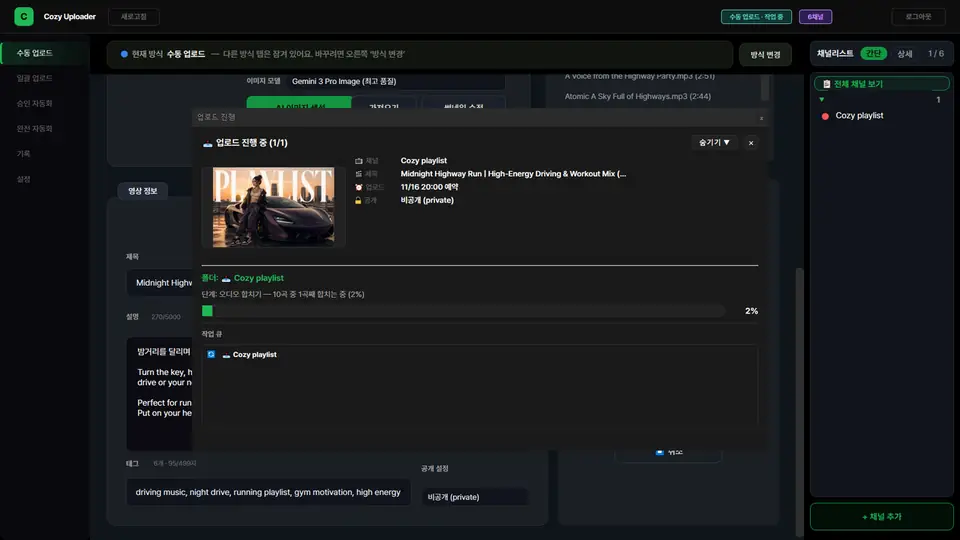 C Cozy Uploader 새로고침 수동 업로드 · 작업 중 6채널 로그아웃
수동 업로드
일괄 업로드
승인 자동화
완전 자동화
기록
설정
현재 방식 수동 업로드 — 다른 방식 탭은 잠겨 있어요. 바꾸려면 오른쪽 '방식 변경'
방식 변경
채널리스트 간단 상세 1 / 6
전체 채널 보기
▼ 1
Cozy playlist
+ 채널 추가
이미지 모델 Gemini 3 Pro Image (최고 품질)
A Voice from the Highway Party.mp3 (2:51)
Atomic A Sky Full of Highways.mp3 (2:44)
업로드 진행 ×
업로드 진행 중 (1/1)
숨기기 ▼ ×
PLAYLIST
채널 Cozy playlist
제목 Midnight Highway Run | High-Energy Driving & Workout Mix (...
업로드 11/16 20:00 예약
공개 비공개 (private)
폴더: Cozy playlist
단계: 오디오 합치기 — 10곡 중 1곡째 합치는 중 (2%)
2%
작업 큐
Cozy playlist
영상 정보
제목
Midnight Highw
설명 270/5000
밤거리를 달리며
Turn the key, h
drive or your n
Perfect for run
Put on your he
태그 6개 · 95/499자
driving music, night drive, running playlist, gym motivation, high energy
공개 설정
비공개 (private)
취소